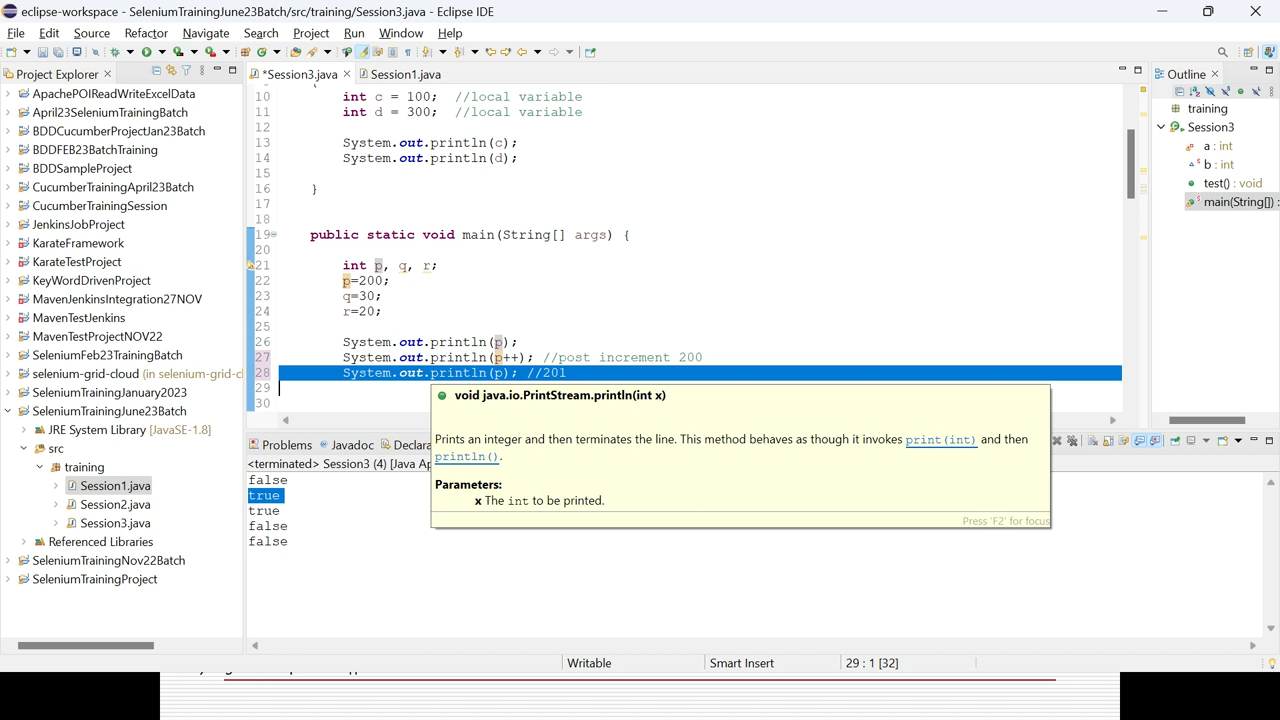 eclipse-workspace - SeleniumTrainingJune23Batch/src/training/Session3.java - Eclipse IDE
File Edit Source Refactor Navigate Search Project Run Window Help
Project Explorer
*Session3.java
Session1.java
Outline
ApachePOIReadWriteExcelData
April23SeleniumTrainingBatch
BDDCucumberProjectJan23Batch
BDDFEB23BatchTraining
BDDSampleProject
CucumberTrainingApril23Batch
CucumberTrainingSession
JenkinsJobProject
KarateFramework
KarateTestProject
KeyWordDrivenProject
MavenJenkinsIntegration27NOV
MavenTestJenkins
MavenTestProjectNOV22
SeleniumFeb23TrainingBatch
selenium-grid-cloud (in selenium-grid-c
SeleniumTrainingJanuary2023
SeleniumTrainingJune23Batch
JRE System Library [JavaSE-1.8]
src
training
Session1.java
Session2.java
Session3.java
Referenced Libraries
SeleniumTrainingNov22Batch
SeleniumTrainingProject
10 int c = 100; //local variable
11 int d = 300; //local variable
12
13 System.out.println(c);
14 System.out.println(d);
15
16 }
17
18
19 public static void main(String[] args) {
20
21 int p, q, r;
22 p=200;
23 q=30;
24 r=20;
25
26 System.out.println(p);
27 System.out.println(p++); //post increment 200
28 System.out.println(p); //201
29
30
void java.io.PrintStream.println(int x)
Prints an integer and then terminates the line. This method behaves as though it invokes print(int) and then
println().
Parameters:
x The int to be printed.
Press 'F2' for focus
training
Session3
a : int
b : int
test() : void
main(String[]) :
Problems Javadoc Declara
<terminated> Session3 (4) [Java Ap
false
true
true
false
false
Writable Smart Insert 29 : 1 [32]